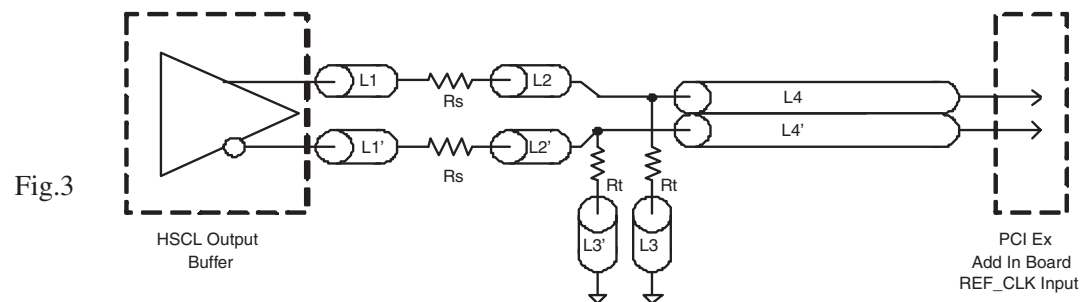 L1
Rs
L2
L4
L4'
L1'
Rs
L2'
Rt
Rt
L3'
L3
Fig.3
HSCL Output
Buffer
PCI Ex
Add In Board
REF_CLK Input